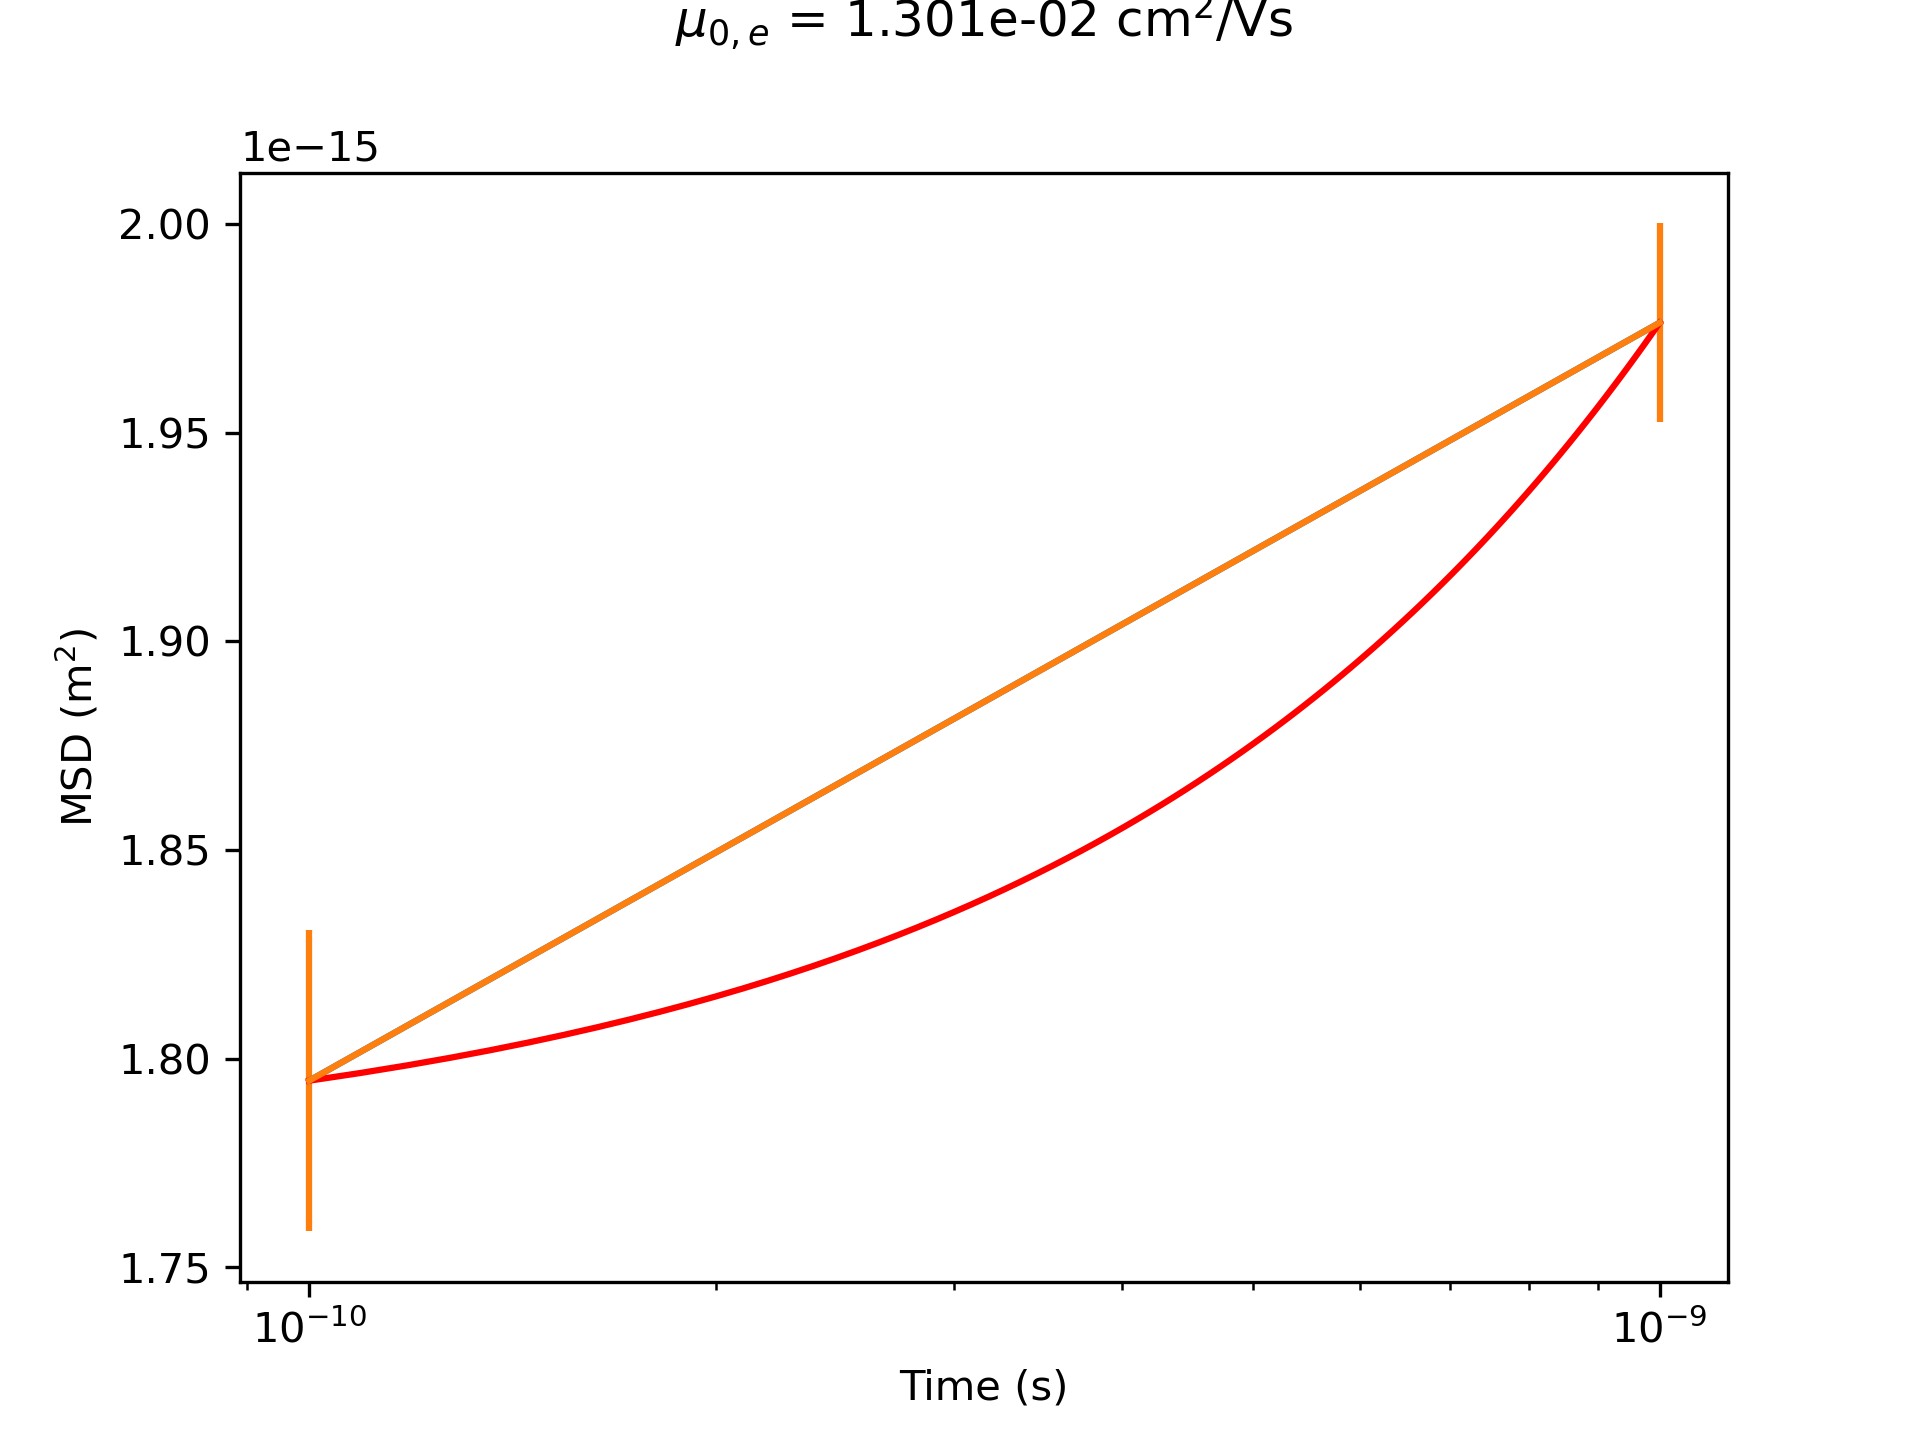 μ₀,ₑ = 1.301e-02 cm²/Vs
1e−15
2.00
1.95
1.90
1.85
1.80
1.75
MSD (m²)
10⁻¹⁰ 10⁻⁹
Time (s)